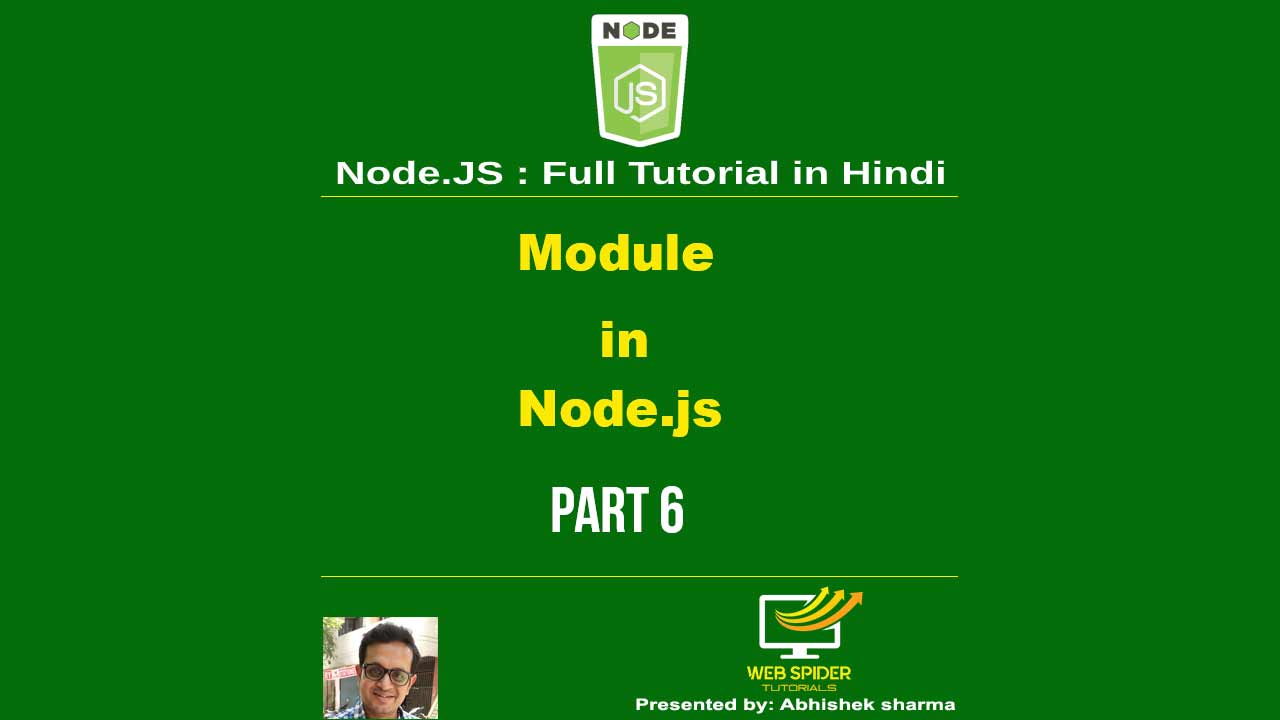 NODE
JS
Node.JS : Full Tutorial in Hindi
Module
in
Node.js
PART 6
WEB SPIDER
TUTORIALS
Presented by: Abhishek sharma